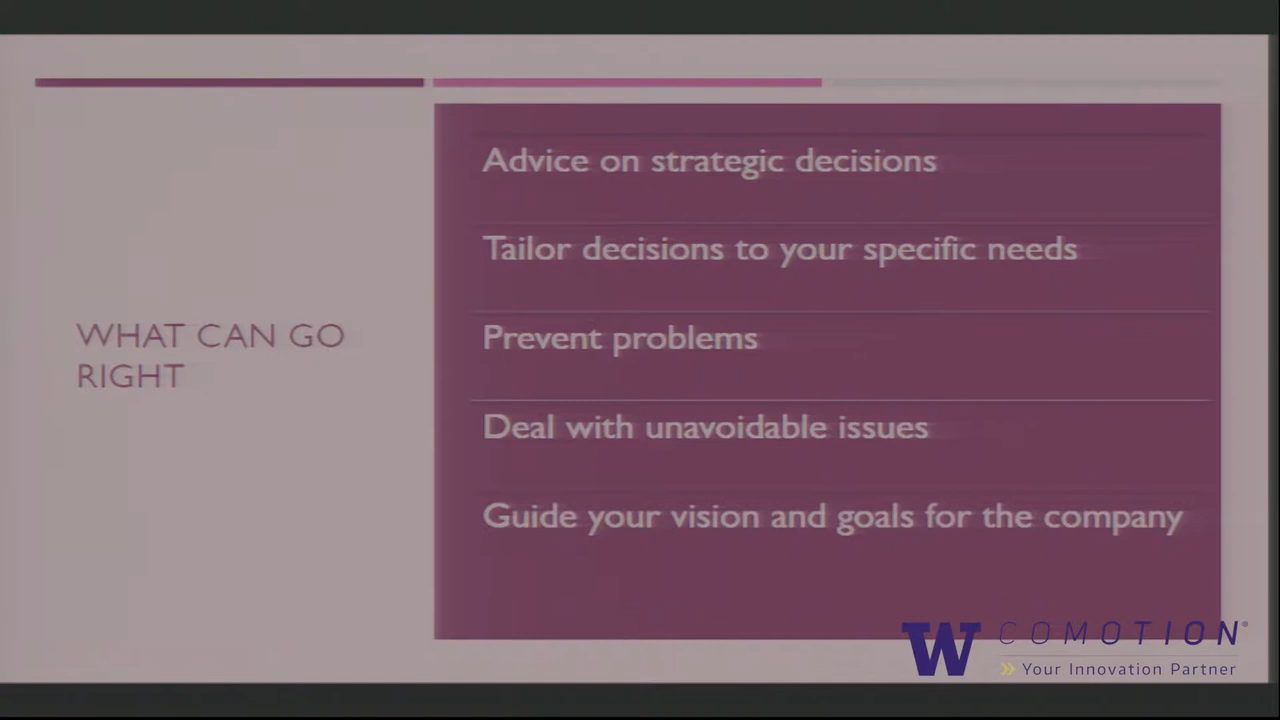 WHAT CAN GO
RIGHT
Advice on strategic decisions
Tailor decisions to your specific needs
Prevent problems
Deal with unavoidable issues
Guide your vision and goals for the company
W COMOTION®
» Your Innovation Partner